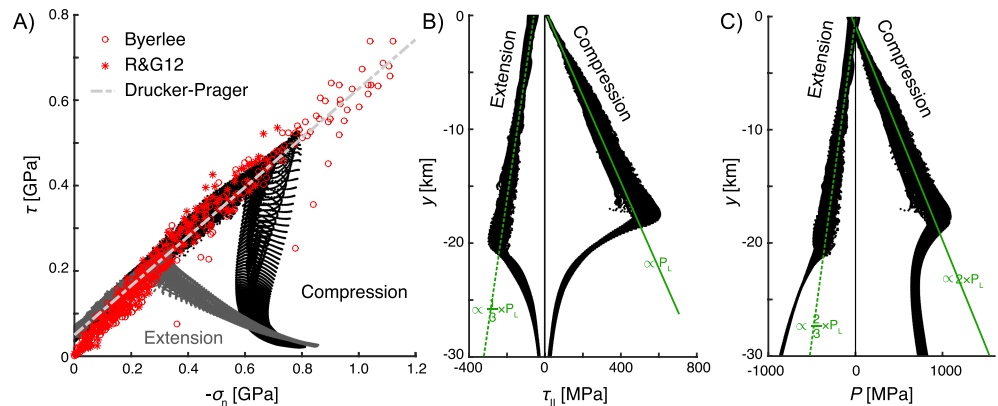 A)
Byerlee
R&G12
Drucker-Prager
0.8
0.6
0.4
0.2
0
τ [GPa]
Compression
Extension
0
0.2
0.4
0.6
0.8
1.0
1.2
-σn [GPa]
B)
0
-10
-20
-30
y [km]
Extension
Compression
∝ PL
∝ 1/3×PL
-400
0
400
800
τII [MPa]
C)
0
-10
-20
-30
y [km]
Extension
Compression
∝ 2×PL
∝ 2/3×PL
-1000
0
1000
P [MPa]